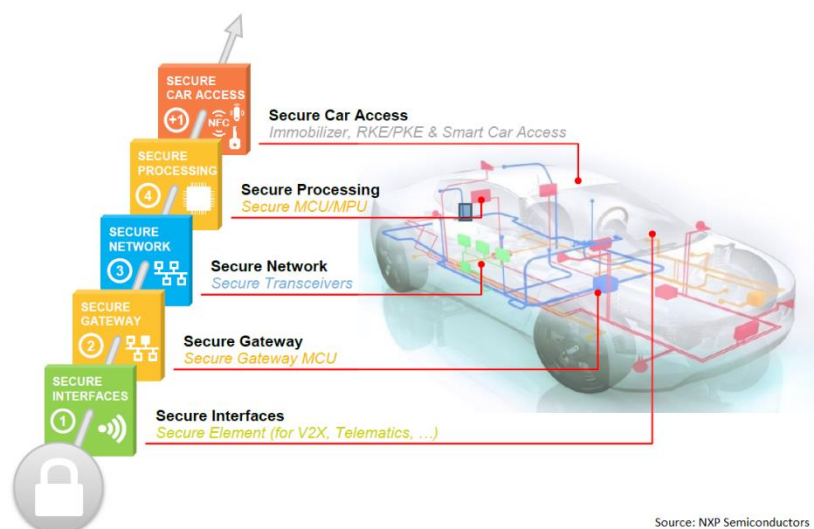 SECURE
CAR ACCESS
+1
NFC
Secure Car Access
Immobilizer, RKE/PKE & Smart Car Access
SECURE
PROCESSING
4
Secure Processing
Secure MCU/MPU
SECURE
NETWORK
3
Secure Network
Secure Transceivers
SECURE
GATEWAY
2
Secure Gateway
Secure Gateway MCU
SECURE
INTERFACES
1
Secure Interfaces
Secure Element (for V2X, Telematics, …)
Source: NXP Semiconductors